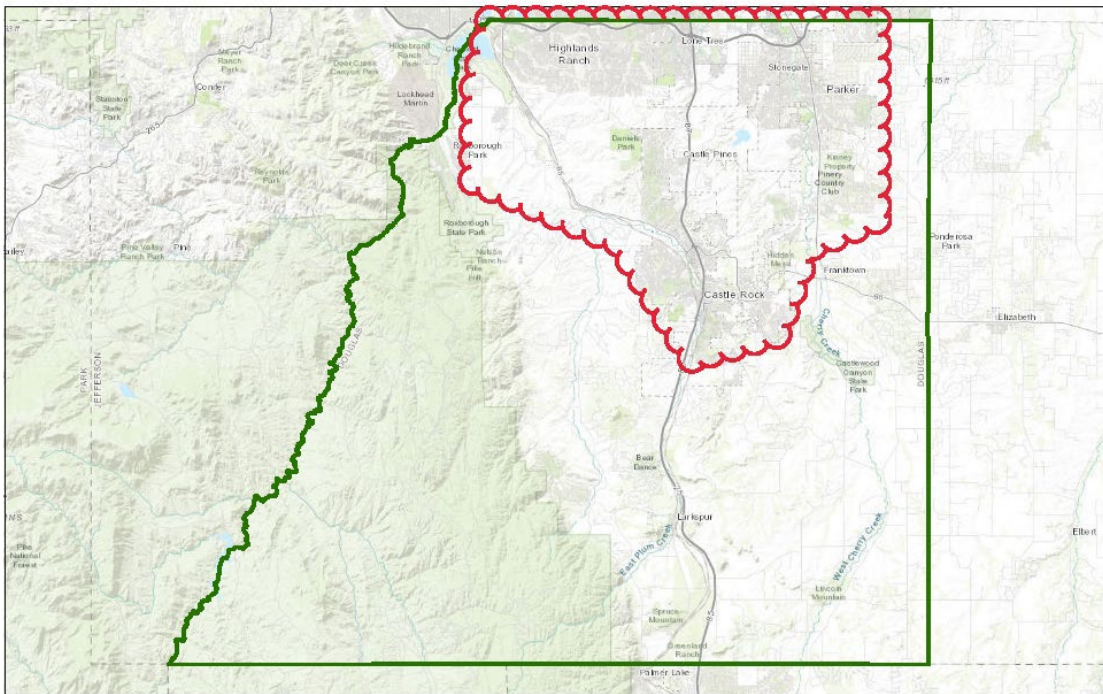 Meyer
Ranch
Park
Conifer
Staunton
State
Park
285
Reynolds
Park
Pine Valley
Ranch Park
Pine
Hildebrand
Ranch
Park
Deer Creek
Canyon Park
Lockheed
Martin
Roxborough
Park
Roxborough
State Park
Nelson
Ranch
Highlands
Ranch
Lone Tree
Stonegate
Parker
85
Daniels
Park
Castle Pines
Pinery
Country
Club
Hidden
Mesa
Franktown
86
Castle Rock
Ponderosa
Park
Elizabeth
Cherry Creek
Castlewood
Canyon
State
Park
DOUGLAS
DOUGLAS
PARK
JEFFERSON
Bear
Dance
Larkspur
East Plum Creek
West Cherry Creek
Lincoln
Mountain
Elbert
Pike
National
Forest
Spruce
Mountain
Greenland
Ranch
Palmer Lake